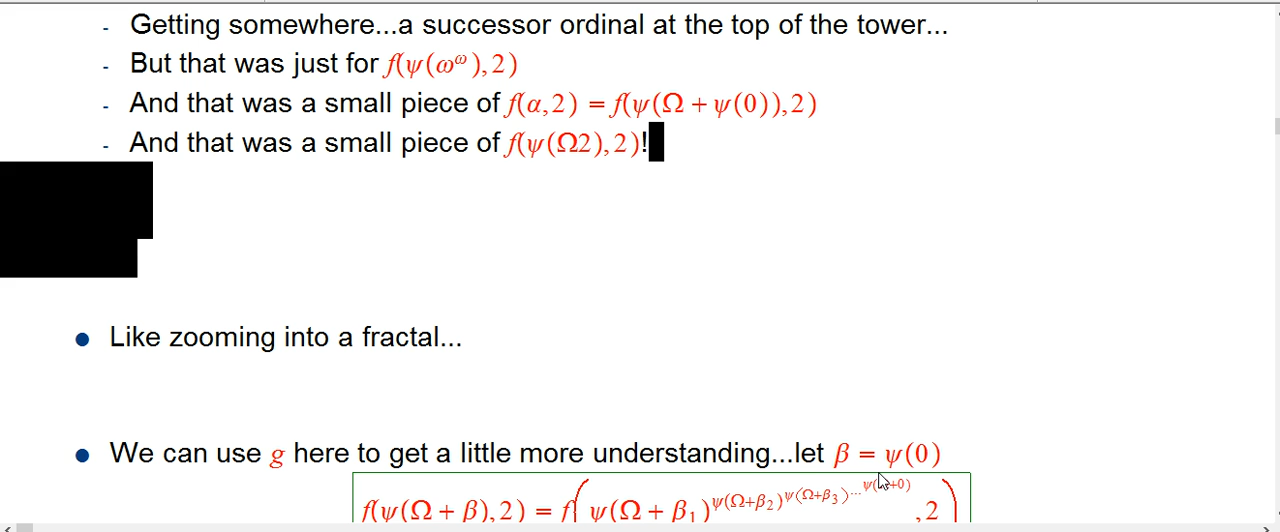 - Getting somewhere...a successor ordinal at the top of the tower...
- But that was just for f(ψ(ω^ω), 2)
- And that was a small piece of f(α, 2) = f(ψ(Ω + ψ(0)), 2)
- And that was a small piece of f(ψ(Ω2), 2)!
● Like zooming into a fractal...
● We can use g here to get a little more understanding...let β = ψ(0)
f(ψ(Ω + β), 2) = f(ψ(Ω + β₁)^ψ(Ω+β₂)^ψ(Ω+β₃)^...^ψ( +0), 2)